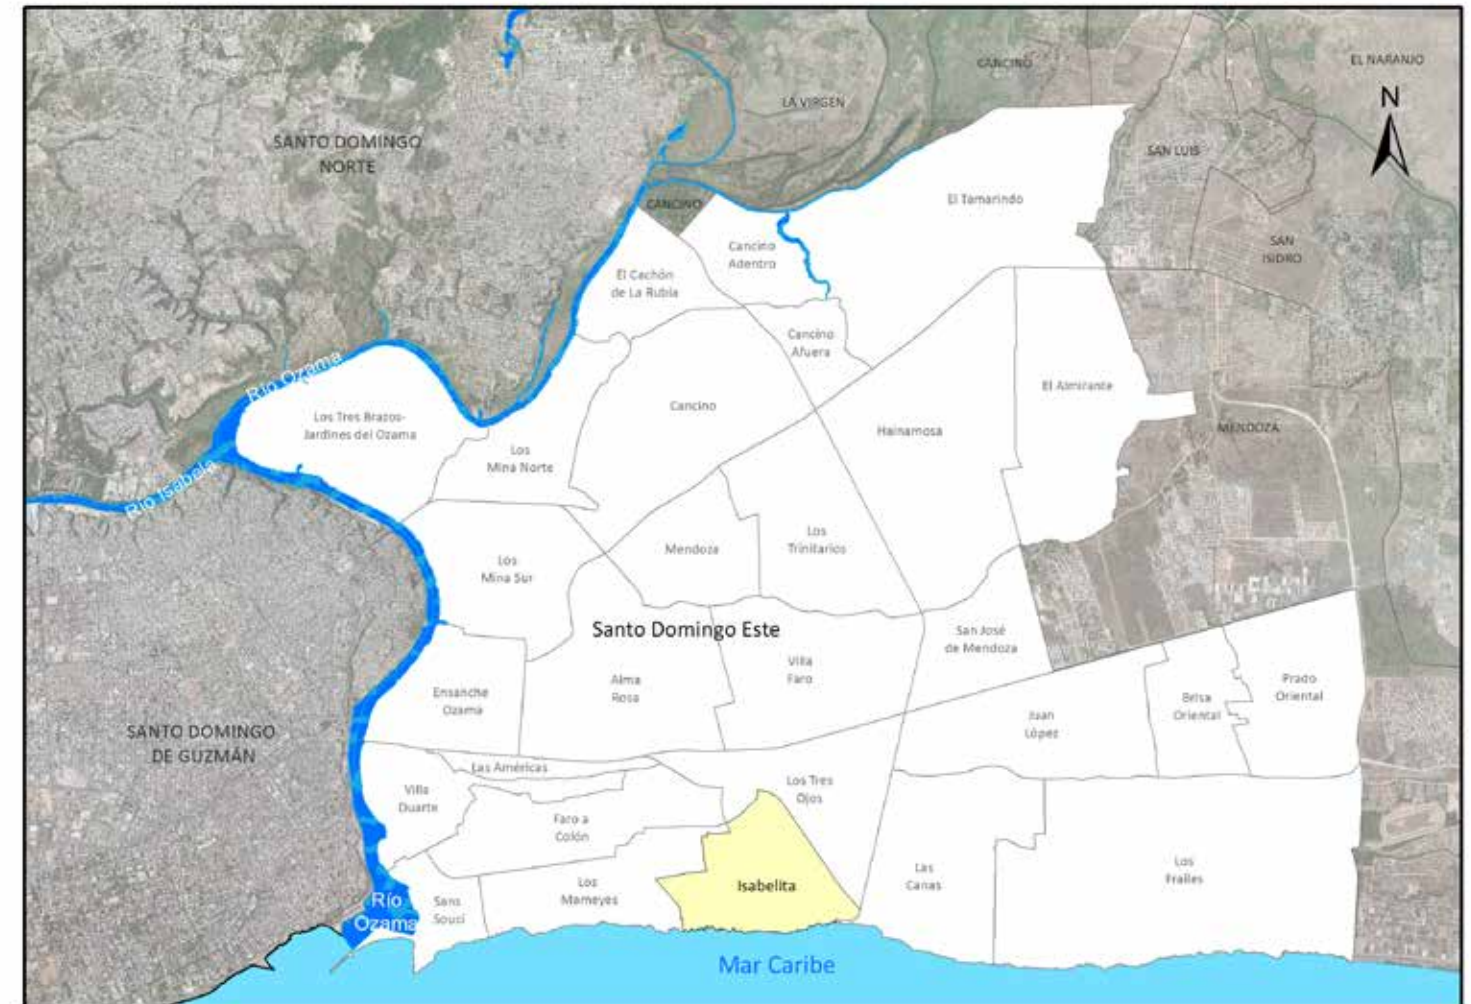 CANCINO
EL NARANJO
N
LA VIRGEN
SANTO DOMINGO
NORTE
SAN LUIS
CANCINO
El Tamarindo
SAN
ISIDRO
Cancino
Adentro
El Cachón
de La Rubia
Cancino
Afuera
Río Ozama
El Almirante
Cancino
Los Tres Brazos-
Jardines del Ozama
Hainamosa
MENDOZA
Los
Mina Norte
Río Isabela
Los
Trinitarios
Mendoza
Los
Mina Sur
Santo Domingo Este
San José
de Mendoza
Villa
Faro
Alma
Rosa
Ensanche
Ozama
Prado
Oriental
Brisa
Oriental
Juan
López
SANTO DOMINGO
DE GUZMÁN
Las Américas
Los Tres
Ojos
Villa
Duarte
Faro a
Colón
Los
Frailes
Las
Canas
Isabelita
Los
Mameyes
Sans
Soucí
Río
Ozama
Mar Caribe